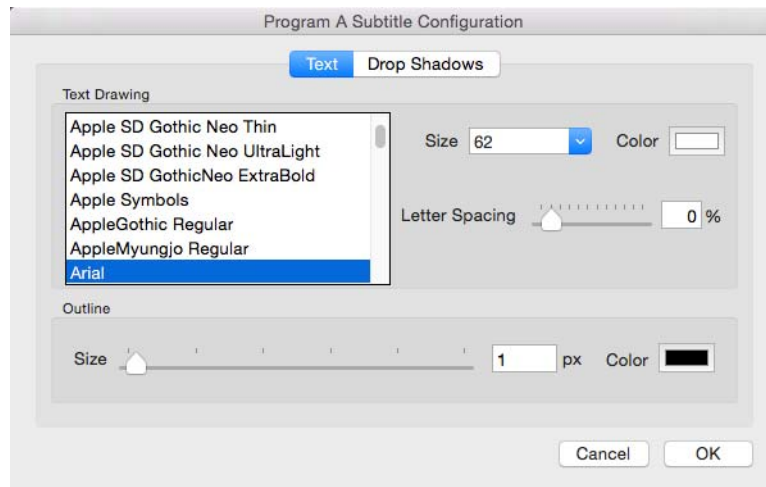 Program A Subtitle Configuration
Text Drop Shadows
Text Drawing
Apple SD Gothic Neo Thin
Apple SD Gothic Neo UltraLight
Apple SD GothicNeo ExtraBold
Apple Symbols
AppleGothic Regular
AppleMyungjo Regular
Arial
Size 62 Color
Letter Spacing 0 %
Outline
Size 1 px Color
Cancel OK